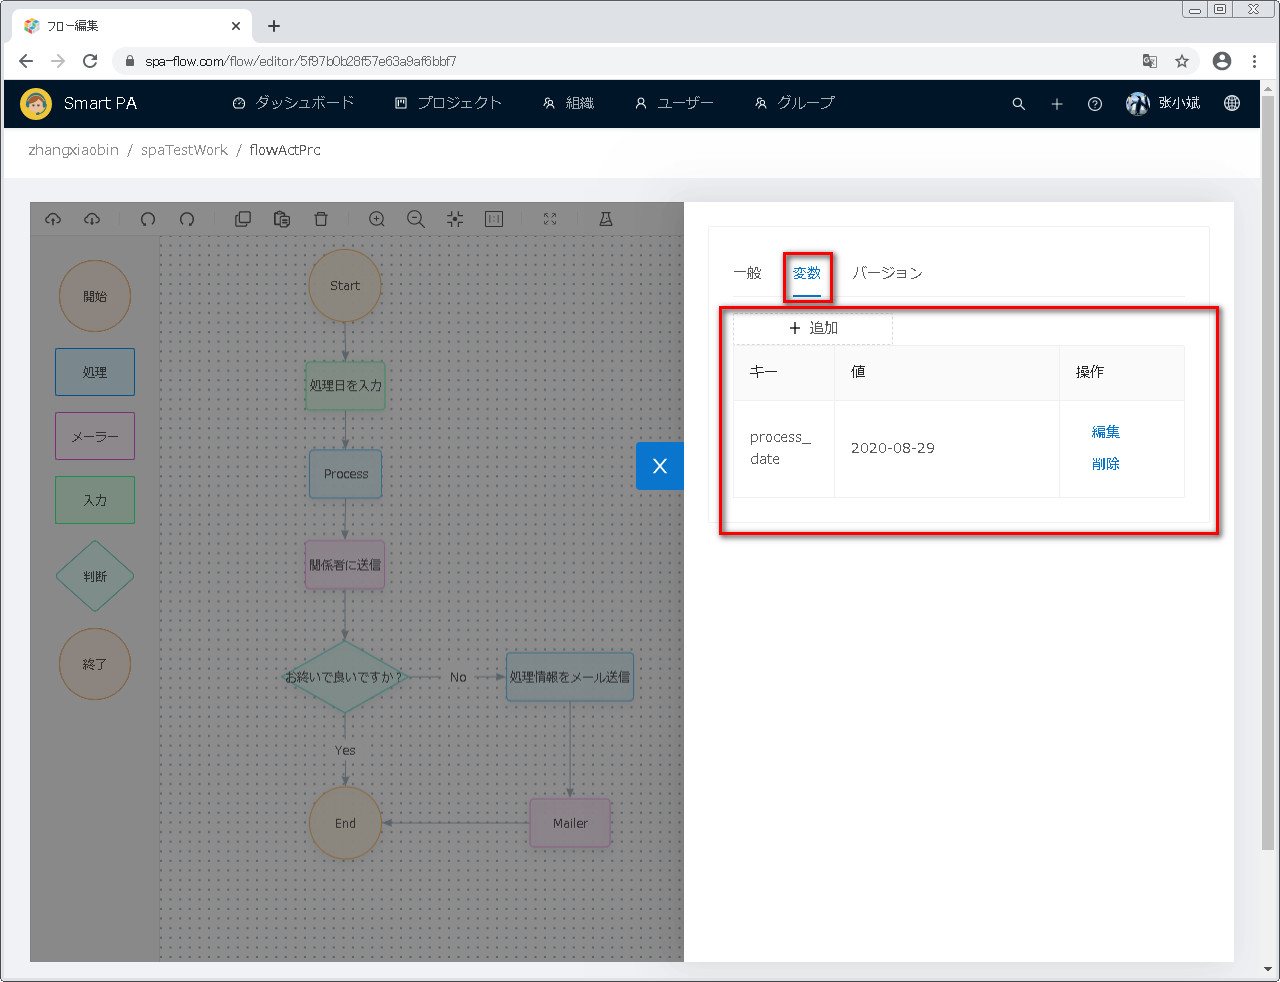 フロー編集
spa-flow.com/flow/editor/5f97b0b28f57e63a9af6bbf7
Smart PA
ダッシュボード
プロジェクト
組織
ユーザー
グループ
张小斌
zhangxiaobin / spaTestWork / flowActPrc
開始
処理
メーラー
入力
判断
終了
Start
処理日を入力
Process
関係者に送信
お終いで良いですか？
No
処理情報をメール送信
Yes
End
Mailer
X
一般
変数
バージョン
+ 追加
キー
値
操作
process_
date
2020-08-29
編集
削除